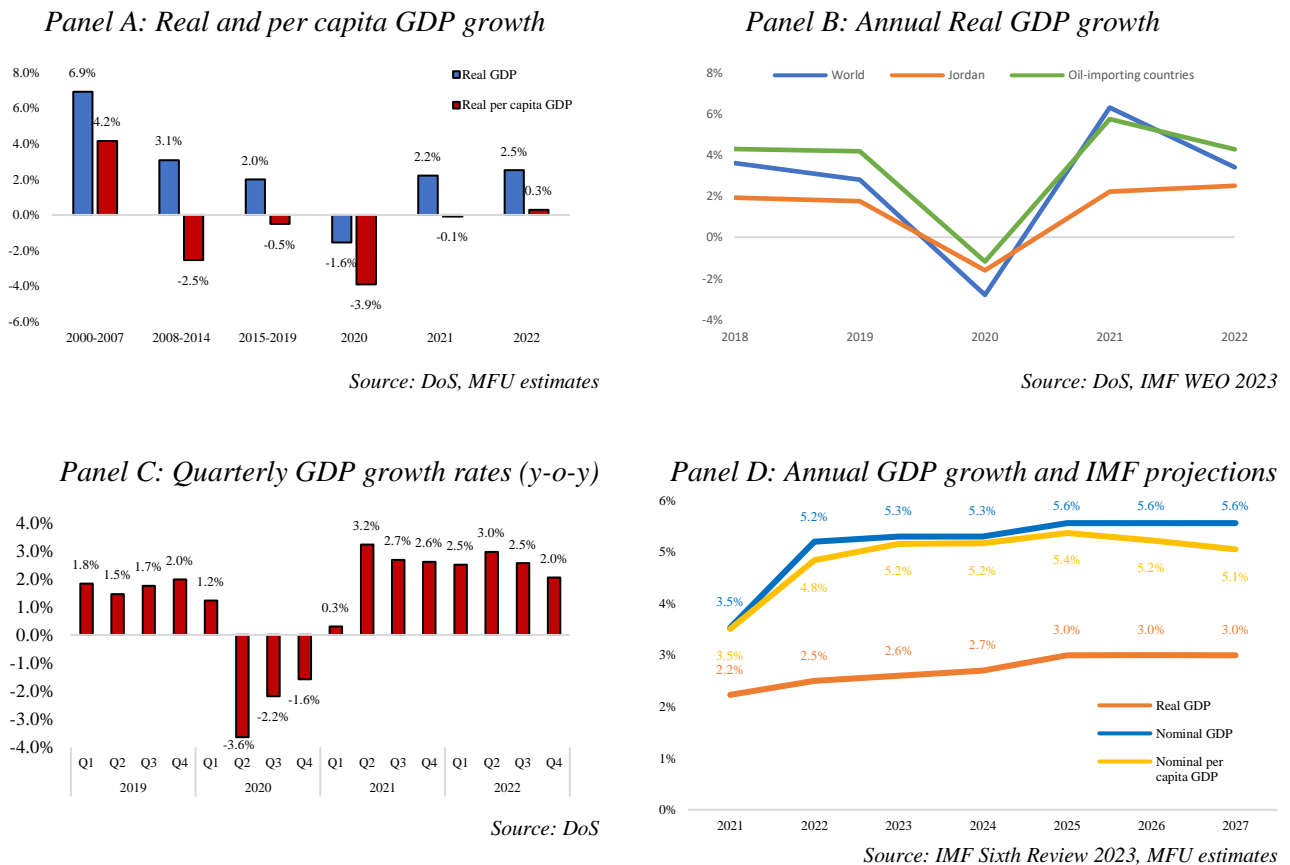 Panel A: Real and per capita GDP growth
8.0%
6.0%
4.0%
2.0%
0.0%
-2.0%
-4.0%
-6.0%
6.9%
4.2%
3.1%
-2.5%
2.0%
-0.5%
-1.6%
-3.9%
2.2%
-0.1%
2.5%
0.3%
Real GDP
Real per capita GDP
2000-2007 2008-2014 2015-2019 2020 2021 2022
Source: DoS, MFU estimates
Panel B: Annual Real GDP growth
World Jordan Oil-importing countries
8%
6%
4%
2%
0%
-2%
-4%
2018 2019 2020 2021 2022
Source: DoS, IMF WEO 2023
Panel C: Quarterly GDP growth rates (y-o-y)
4.0%
3.0%
2.0%
1.0%
0.0%
-1.0%
-2.0%
-3.0%
-4.0%
1.8% 1.5% 1.7% 2.0% 1.2% -3.6% -2.2% -1.6% 0.3% 3.2% 2.7% 2.6% 2.5% 3.0% 2.5% 2.0%
Q1 Q2 Q3 Q4 Q1 Q2 Q3 Q4 Q1 Q2 Q3 Q4 Q1 Q2 Q3 Q4
2019 2020 2021 2022
Source: DoS
Panel D: Annual GDP growth and IMF projections
6%
5%
4%
3%
2%
1%
0%
3.5% 5.2% 5.3% 5.3% 5.6% 5.6% 5.6%
3.5% 4.8% 5.2% 5.2% 5.4% 5.2% 5.1%
2.2% 2.5% 2.6% 2.7% 3.0% 3.0% 3.0%
Real GDP
Nominal GDP
Nominal per
capita GDP
2021 2022 2023 2024 2025 2026 2027
Source: IMF Sixth Review 2023, MFU estimates